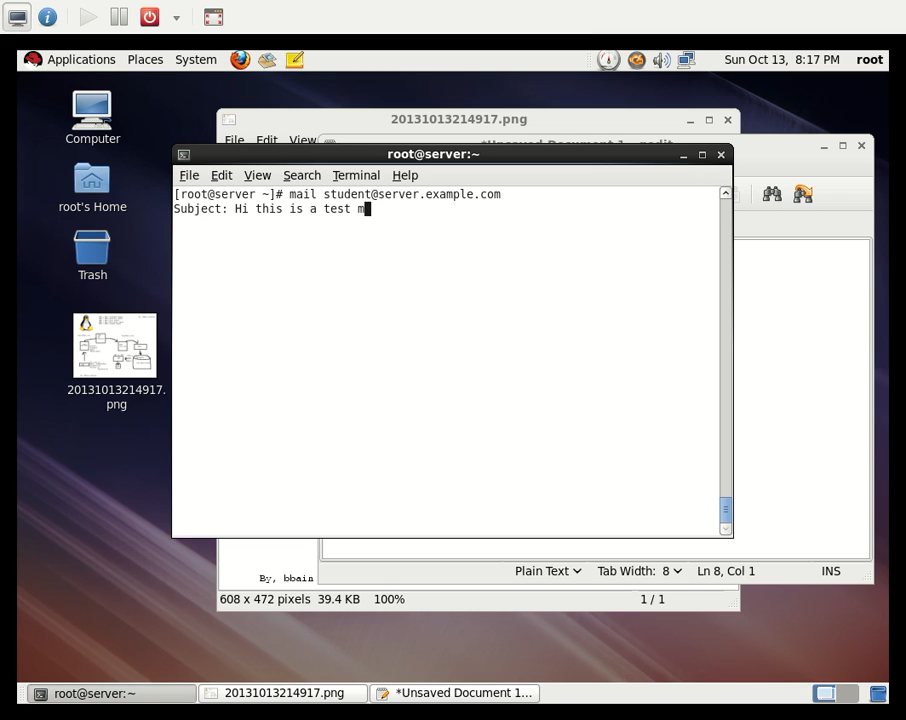 Applications Places System
Sun Oct 13, 8:17 PM root
Computer
root's Home
Trash
20131013214917.
png
20131013214917.png
File Edit View
root@server:~
File Edit View Search Terminal Help
[root@server ~]# mail student@server.example.com
Subject: Hi this is a test m
By, bbain
Plain Text Tab Width: 8 Ln 8, Col 1 INS
608 x 472 pixels 39.4 KB 100% 1 / 1
root@server:~
20131013214917.png
*Unsaved Document 1...